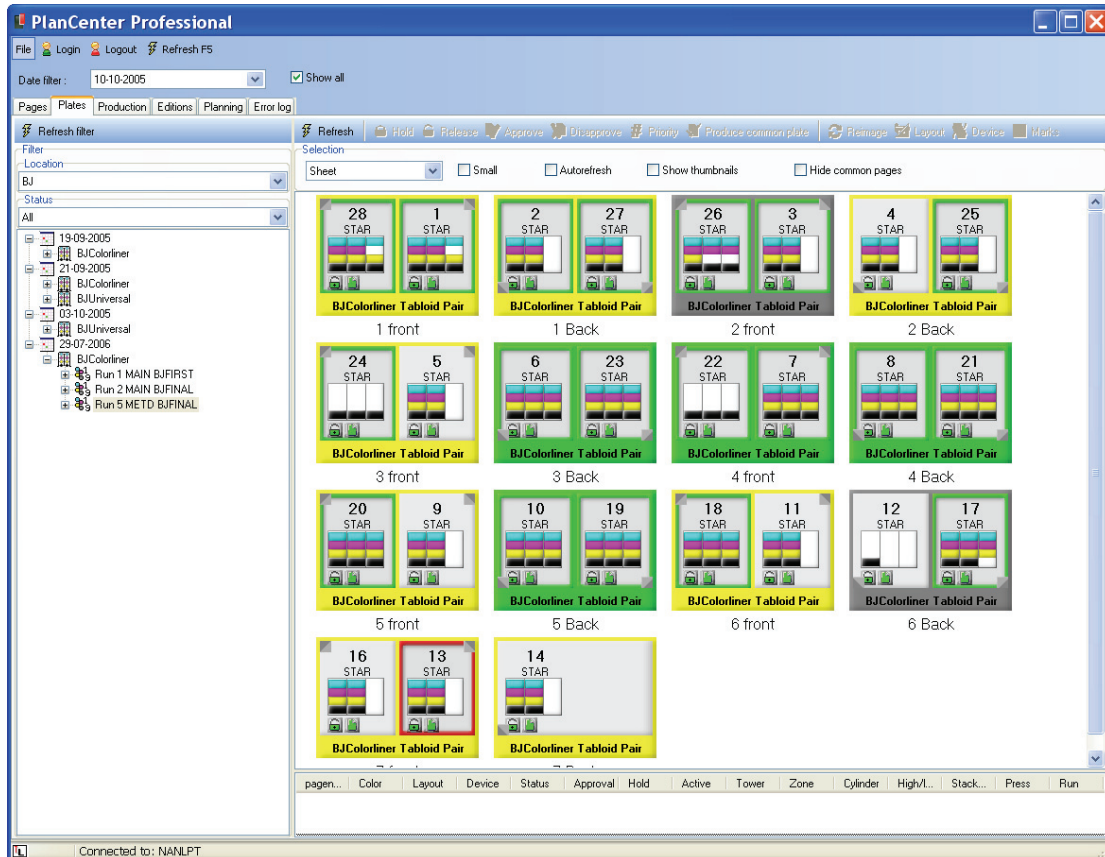 PlanCenter Professional
File Login Logout Refresh F5
Date filter : 10-10-2005 Show all
Pages Plates Production Editions Planning Error log
Refresh filter
Filter
Location
BJ
Status
All
19-09-2005
BJColorliner
21-09-2005
BJColorliner
BJUniversal
03-10-2005
BJUniversal
29-07-2006
BJColorliner
Run 1 MAIN BJFIRST
Run 2 MAIN BJFINAL
Run 5 METD BJFINAL
Refresh Hold Release Approve Disapprove Priority Produce common plate Reimage Layout Device Marks
Selection
Sheet Small Autorefresh Show thumbnails Hide common pages
28 1 2 27 26 3 4 25
STAR STAR STAR STAR STAR STAR STAR STAR
BJColorliner Tabloid Pair BJColorliner Tabloid Pair BJColorliner Tabloid Pair BJColorliner Tabloid Pair
1 front 1 Back 2 front 2 Back
24 5 6 23 22 7 8 21
STAR STAR STAR STAR STAR STAR STAR STAR
BJColorliner Tabloid Pair BJColorliner Tabloid Pair BJColorliner Tabloid Pair BJColorliner Tabloid Pair
3 front 3 Back 4 front 4 Back
20 9 10 19 18 11 12 17
STAR STAR STAR STAR STAR STAR STAR STAR
BJColorliner Tabloid Pair BJColorliner Tabloid Pair BJColorliner Tabloid Pair BJColorliner Tabloid Pair
5 front 5 Back 6 front 6 Back
16 13 14
STAR STAR STAR
BJColorliner Tabloid Pair BJColorliner Tabloid Pair
pagen... Color Layout Device Status Approval Hold Active Tower Zone Cylinder High/l... Stack... Press Run
Connected to: NANLPT